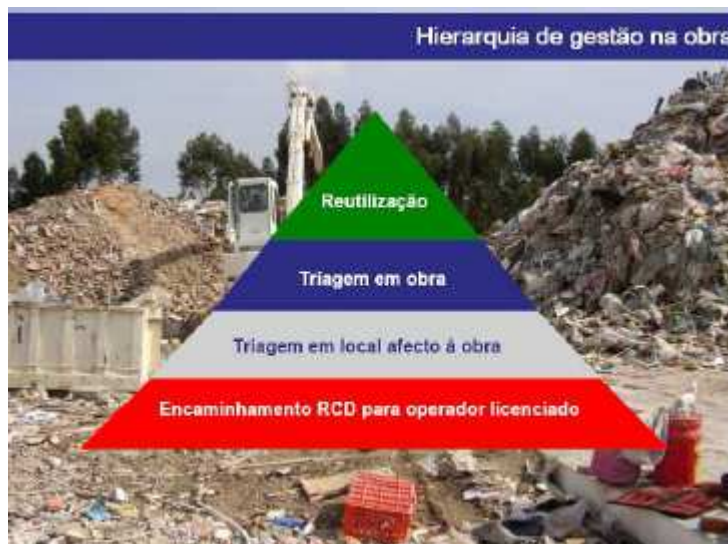 Hierarquia de gestão na obra
Reutilização
Triagem em obra
Triagem em local afecto á obra
Encaminhamento RCD para operador licenciado